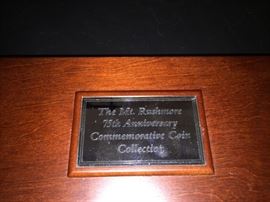 The Mt. Rushmore
75th Anniversary
Commemorative Coin
Collection